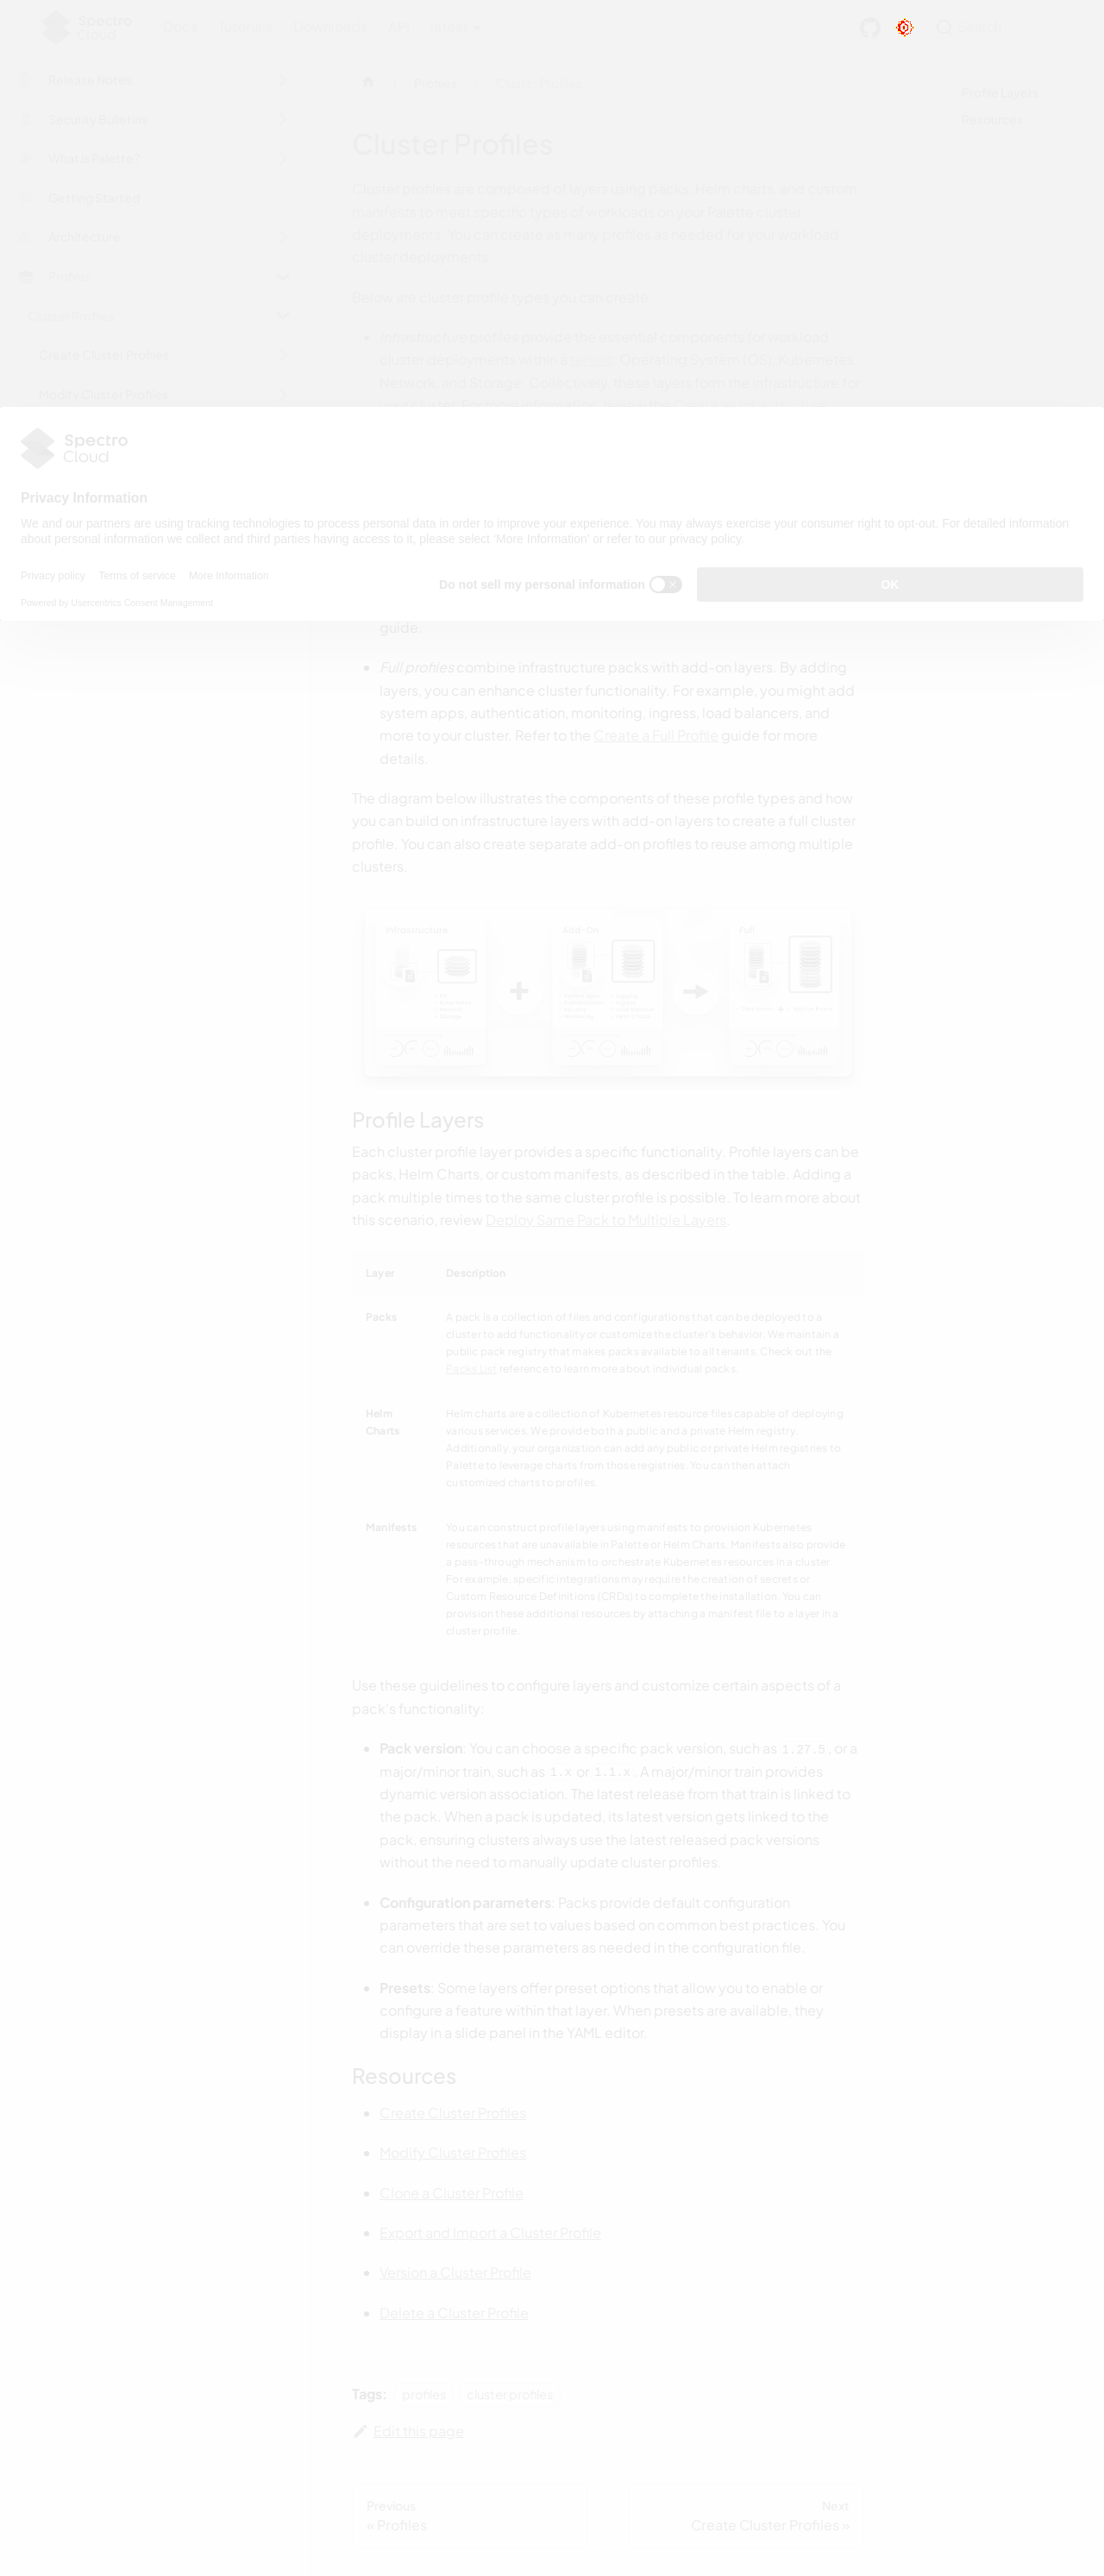 Spectro
Cloud
Docs Tutorials Downloads API latest
Search
Release Notes
Security Bulletins
What is Palette?
Getting Started
Architecture
Profiles
Cluster Profiles
Create Cluster Profiles
Modify Cluster Profiles
Profiles
Cluster Profiles
Profile Layers
Resources
Cluster Profiles
Cluster profiles are composed of layers using packs, Helm charts, and custom
manifests to meet specific types of workloads on your Palette cluster
deployments. You can create as many profiles as needed for your workload
cluster deployments.
Below are cluster profile types you can create:
Infrastructure profiles provide the essential components for workload
cluster deployments within a tenant: Operating System (OS), Kubernetes,
Network, and Storage. Collectively, these layers form the infrastructure for
Spectro
Cloud
Privacy Information
We and our partners are using tracking technologies to process personal data in order to improve your experience. You may always exercise your consumer right to opt-out. For detailed information
about personal information we collect and third parties having access to it, please select 'More Information' or refer to our privacy policy.
Privacy policy Terms of service More Information
Powered by Usercentrics Consent Management
Do not sell my personal information
OK
guide.
Full profiles combine infrastructure packs with add-on layers. By adding
layers, you can enhance cluster functionality. For example, you might add
system apps, authentication, monitoring, ingress, load balancers, and
more to your cluster. Refer to the Create a Full Profile guide for more
details.
The diagram below illustrates the components of these profile types and how
you can build on infrastructure layers with add-on layers to create a full cluster
profile. You can also create separate add-on profiles to reuse among multiple
clusters.
Infrastructure Add-On Full
Profile Layers
Each cluster profile layer provides a specific functionality. Profile layers can be
packs, Helm Charts, or custom manifests, as described in the table. Adding a
pack multiple times to the same cluster profile is possible. To learn more about
this scenario, review Deploy Same Pack to Multiple Layers.
Layer Description
Packs A pack is a collection of files and configurations that can be deployed to a
cluster to add functionality or customize the cluster's behavior. We maintain a
public pack registry that makes packs available to all tenants. Check out the
Packs List reference to learn more about individual packs.
Helm Helm charts are a collection of Kubernetes resource files capable of deploying
Charts various services. We provide both a public and a private Helm registry.
Additionally, your organization can add any public or private Helm registries to
Palette to leverage charts from those registries. You can then attach
customized charts to profiles.
Manifests You can construct profile layers using manifests to provision Kubernetes
resources that are unavailable in Palette or Helm Charts. Manifests also provide
a pass-through mechanism to orchestrate Kubernetes resources in a cluster.
For example, specific integrations may require the creation of secrets or
Custom Resource Definitions (CRDs) to complete the installation. You can
provision these additional resources by attaching a manifest file to a layer in a
cluster profile.
Use these guidelines to configure layers and customize certain aspects of a
pack's functionality:
Pack version: You can choose a specific pack version, such as 1.27.5, or a
major/minor train, such as 1.x or 1.1.x. A major/minor train provides
dynamic version association. The latest release from that train is linked to
the pack. When a pack is updated, its latest version gets linked to the
pack, ensuring clusters always use the latest released pack versions
without the need to manually update cluster profiles.
Configuration parameters: Packs provide default configuration
parameters that are set to values based on common best practices. You
can override these parameters as needed in the configuration file.
Presets: Some layers offer preset options that allow you to enable or
configure a feature within that layer. When presets are available, they
display in a slide panel in the YAML editor.
Resources
Create Cluster Profiles
Modify Cluster Profiles
Clone a Cluster Profile
Export and Import a Cluster Profile
Version a Cluster Profile
Delete a Cluster Profile
Tags: profiles cluster profiles
Edit this page
Previous
« Profiles
Next
Create Cluster Profiles »